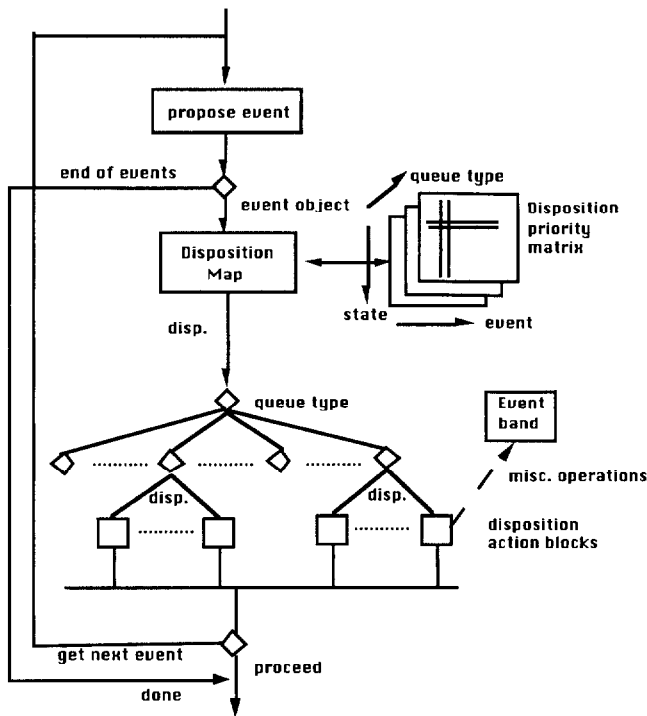 propose event
end of events
queue type
event object
Disposition
priority
matrix
Disposition
Map
state
event
disp.
queue type
Event
band
misc. operations
disp.
disp.
disposition
action blocks
get next event
proceed
done